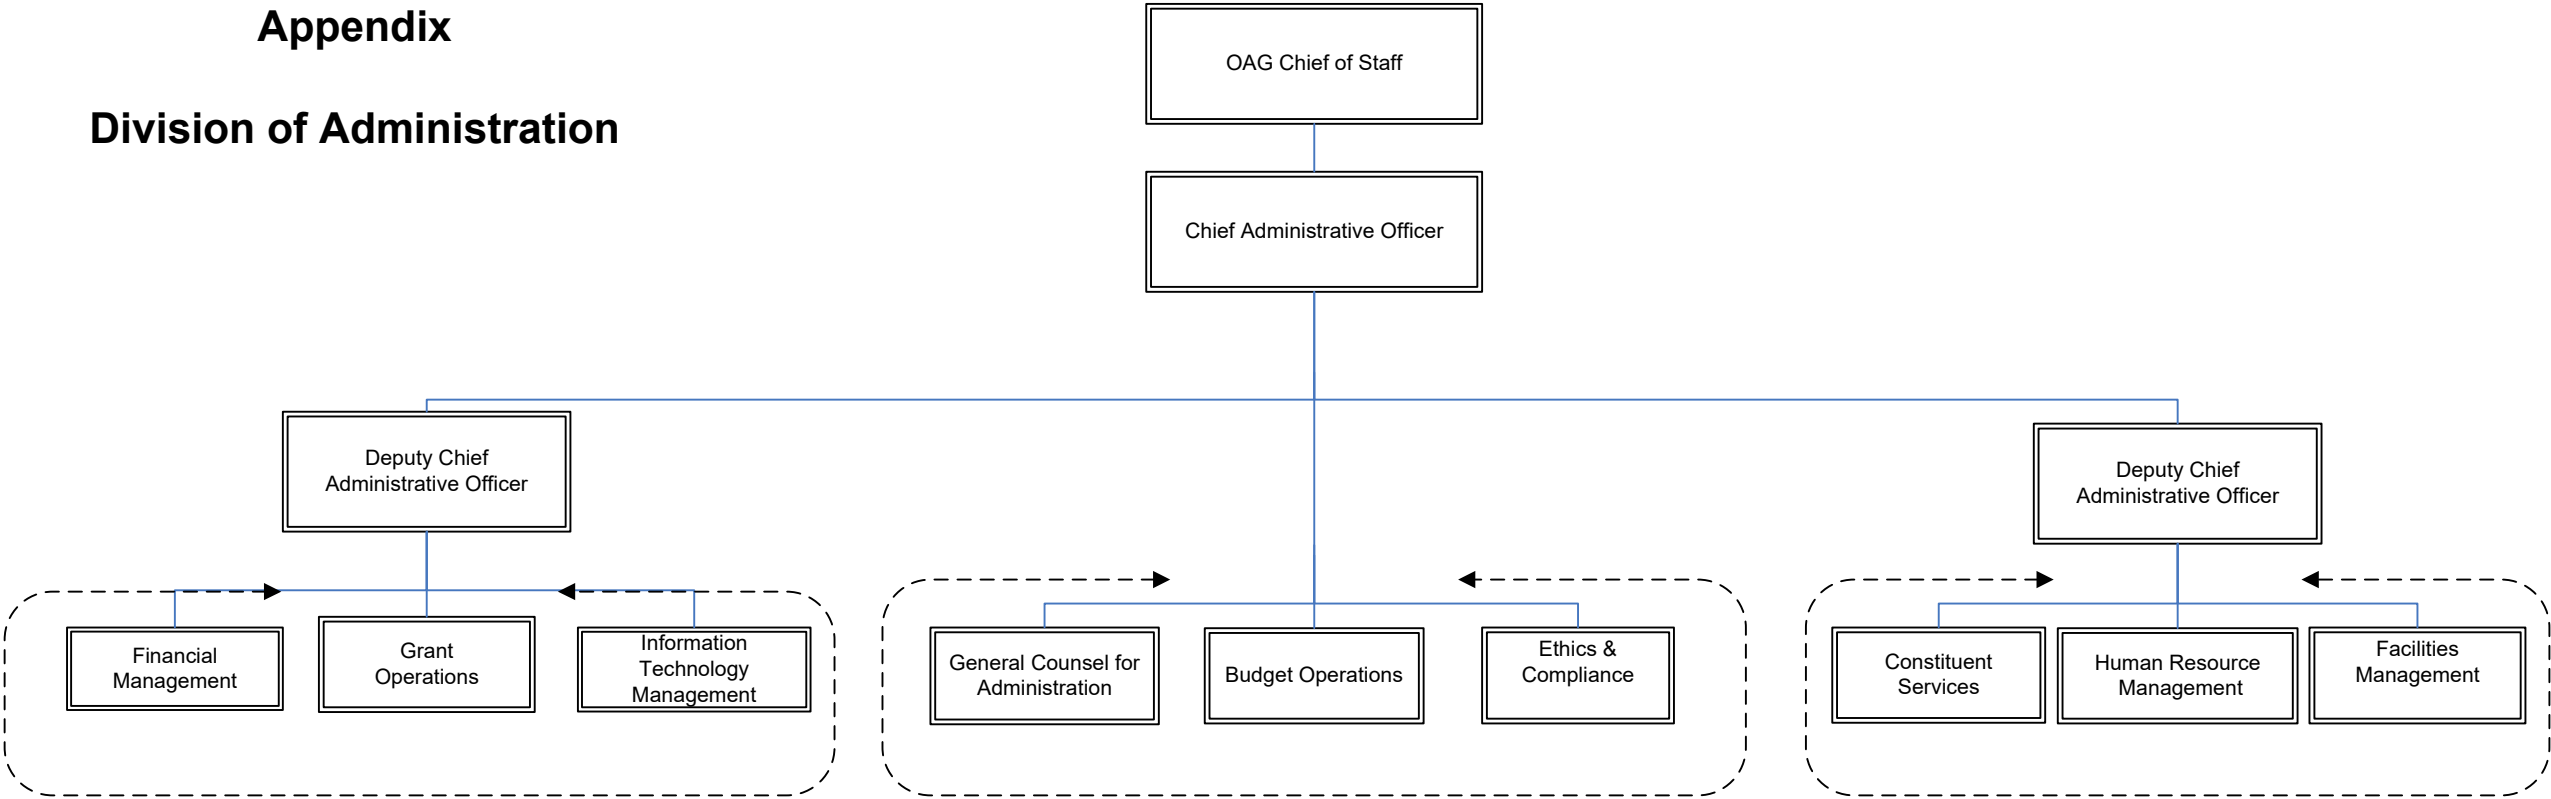 Appendix
Division of Administration
OAG Chief of Staff
Chief Administrative Officer
Deputy Chief
Administrative Officer
Deputy Chief
Administrative Officer
Financial
Management
Grant
Operations
Information
Technology
Management
General Counsel for
Administration
Budget Operations
Ethics &
Compliance
Constituent
Services
Human Resource
Management
Facilities
Management